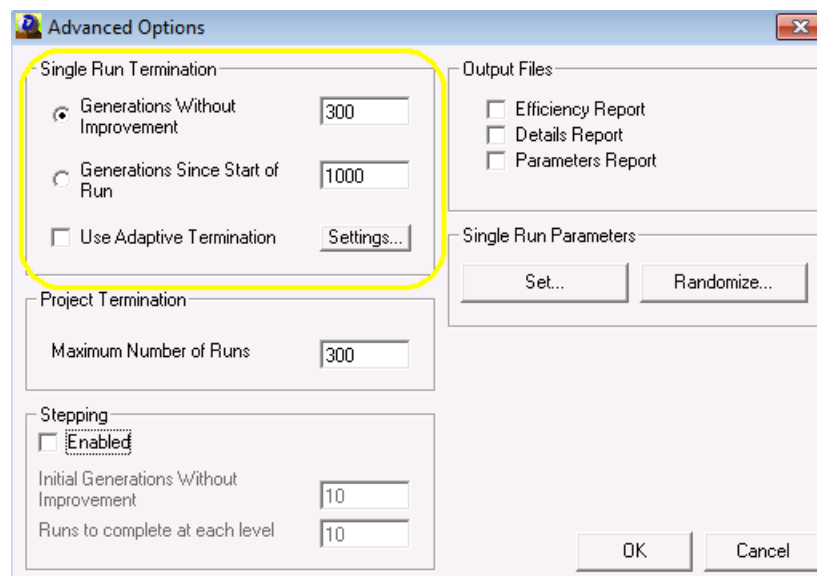 Advanced Options
Single Run Termination
Generations Without
Improvement
300
Generations Since Start of
Run
1000
Use Adaptive Termination
Settings...
Project Termination
Maximum Number of Runs
300
Stepping
Enabled
Initial Generations Without
Improvement
10
Runs to complete at each level
10
Output Files
Efficiency Report
Details Report
Parameters Report
Single Run Parameters
Set...
Randomize...
OK
Cancel